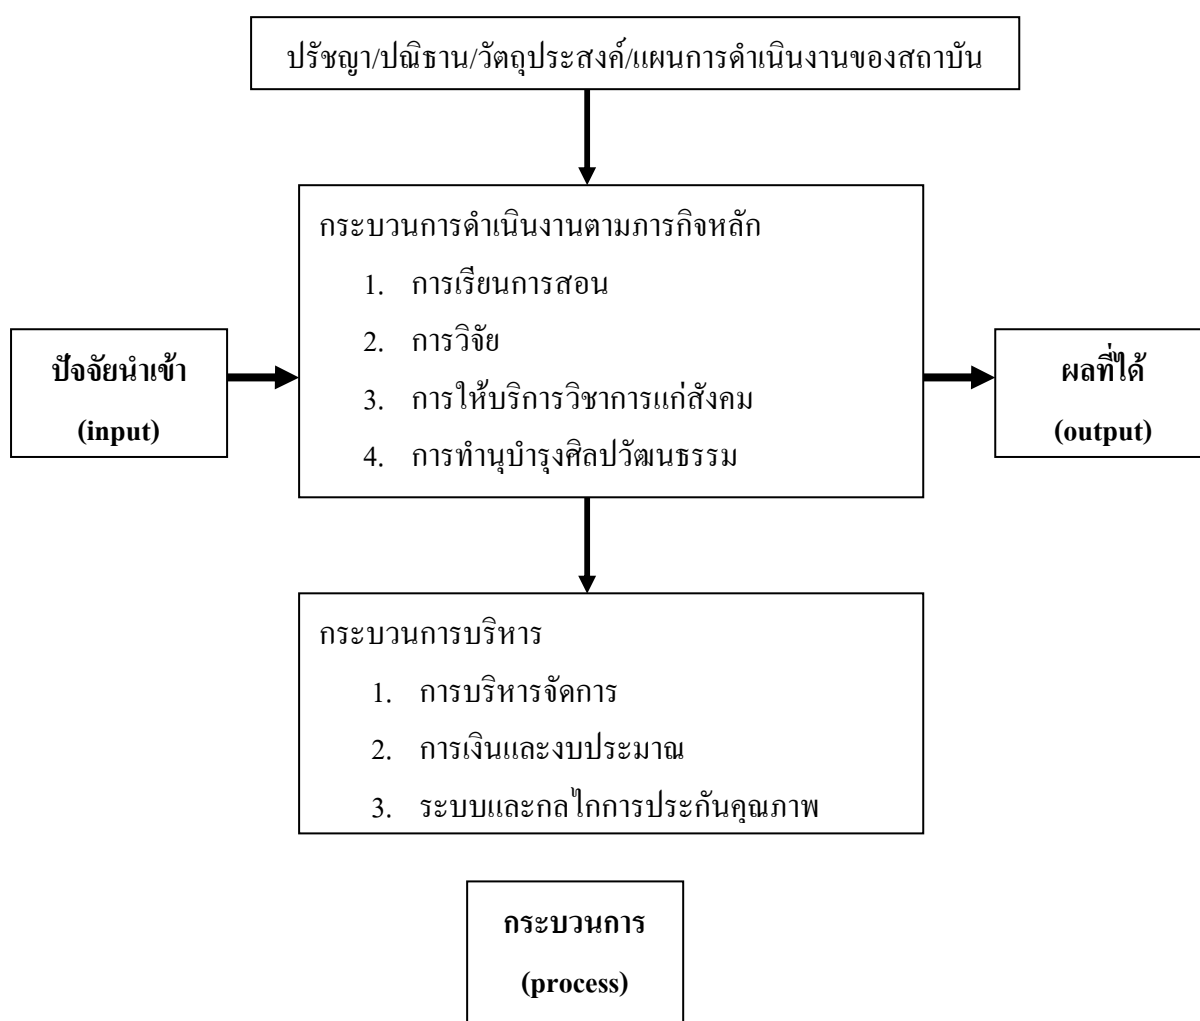 ปรัชญา/ปณิธาน/วัตถุประสงค์/แผนการดำเนินงานของสถาบัน
กระบวนการดำเนินงานตามภารกิจหลัก
1. การเรียนการสอน
2. การวิจัย
3. การให้บริการวิชาการแก่สังคม
4. การทำนุบำรุงศิลปวัฒนธรรม
ปัจจัยนำเข้า
(input)
ผลที่ได้
(output)
กระบวนการบริหาร
1. การบริหารจัดการ
2. การเงินและงบประมาณ
3. ระบบและกลไกการประกันคุณภาพ
กระบวนการ
(process)